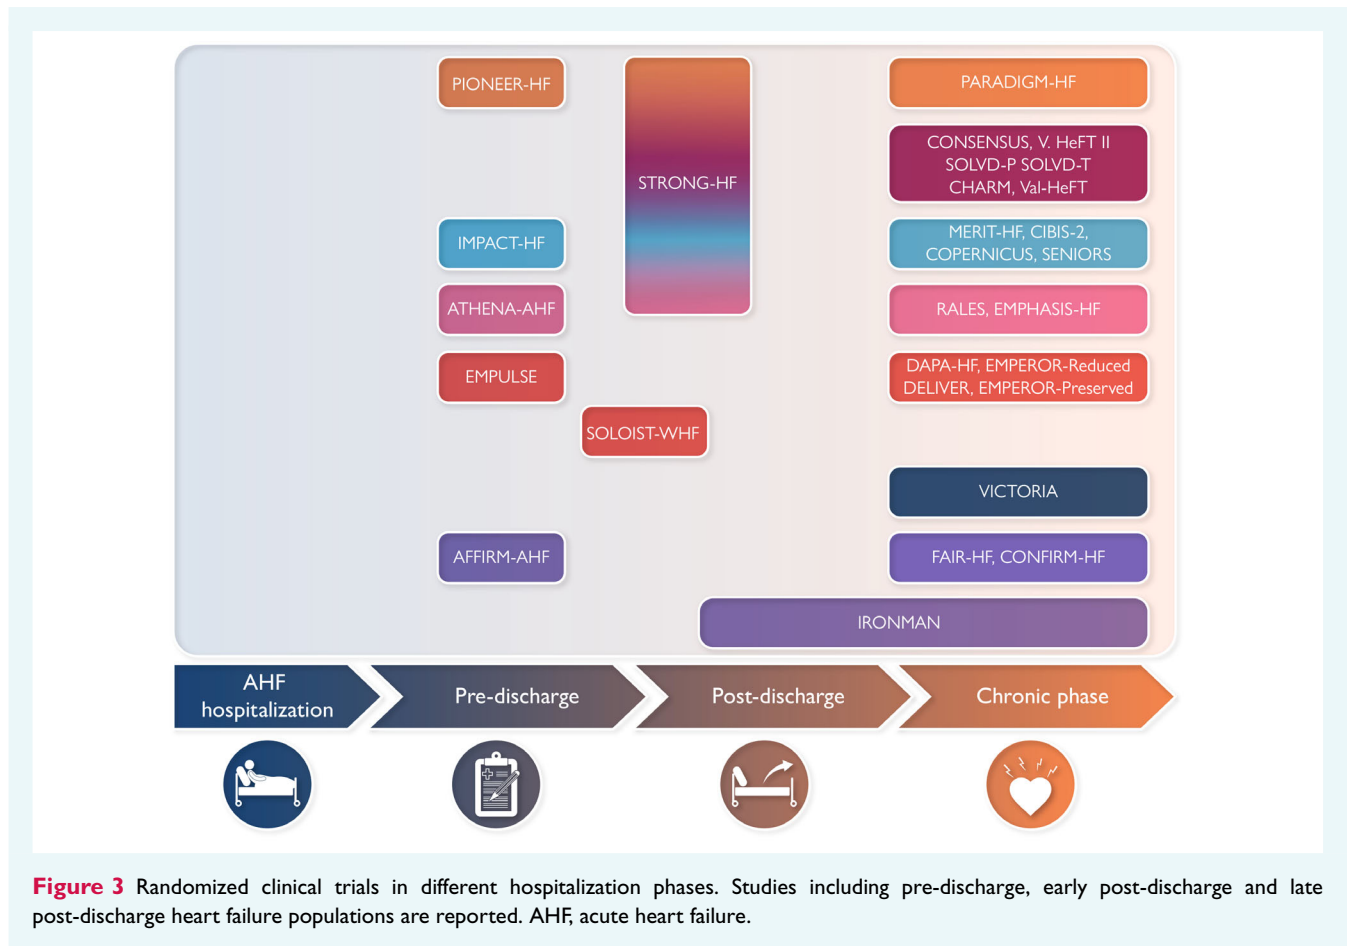 PIONEER-HF
STRONG-HF
PARADIGM-HF
CONSENSUS, V. HeFT II
SOLVD-P SOLVD-T
CHARM, Val-HeFT
IMPACT-HF
MERIT-HF, CIBIS-2,
COPERNICUS, SENIORS
ATHENA-AHF
RALES, EMPHASIS-HF
EMPULSE
DAPA-HF, EMPEROR-Reduced
DELIVER, EMPEROR-Preserved
SOLOIST-WHF
VICTORIA
AFFIRM-AHF
FAIR-HF, CONFIRM-HF
IRONMAN
AHF
hospitalization
Pre-discharge
Post-discharge
Chronic phase
Figure 3 Randomized clinical trials in different hospitalization phases. Studies including pre-discharge, early post-discharge and late
post-discharge heart failure populations are reported. AHF, acute heart failure.